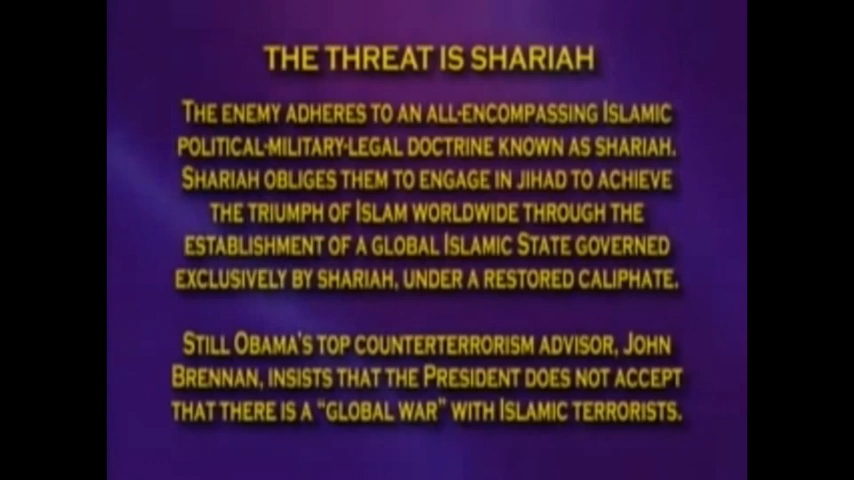 THE THREAT IS SHARIAH
THE ENEMY ADHERES TO AN ALL-ENCOMPASSING ISLAMIC
POLITICAL-MILITARY-LEGAL DOCTRINE KNOWN AS SHARIAH.
SHARIAH OBLIGES THEM TO ENGAGE IN JIHAD TO ACHIEVE
THE TRIUMPH OF ISLAM WORLDWIDE THROUGH THE
ESTABLISHMENT OF A GLOBAL ISLAMIC STATE GOVERNED
EXCLUSIVELY BY SHARIAH, UNDER A RESTORED CALIPHATE.
STILL OBAMA'S TOP COUNTERTERRORISM ADVISOR, JOHN
BRENNAN, INSISTS THAT THE PRESIDENT DOES NOT ACCEPT
THAT THERE IS A "GLOBAL WAR" WITH ISLAMIC TERRORISTS.